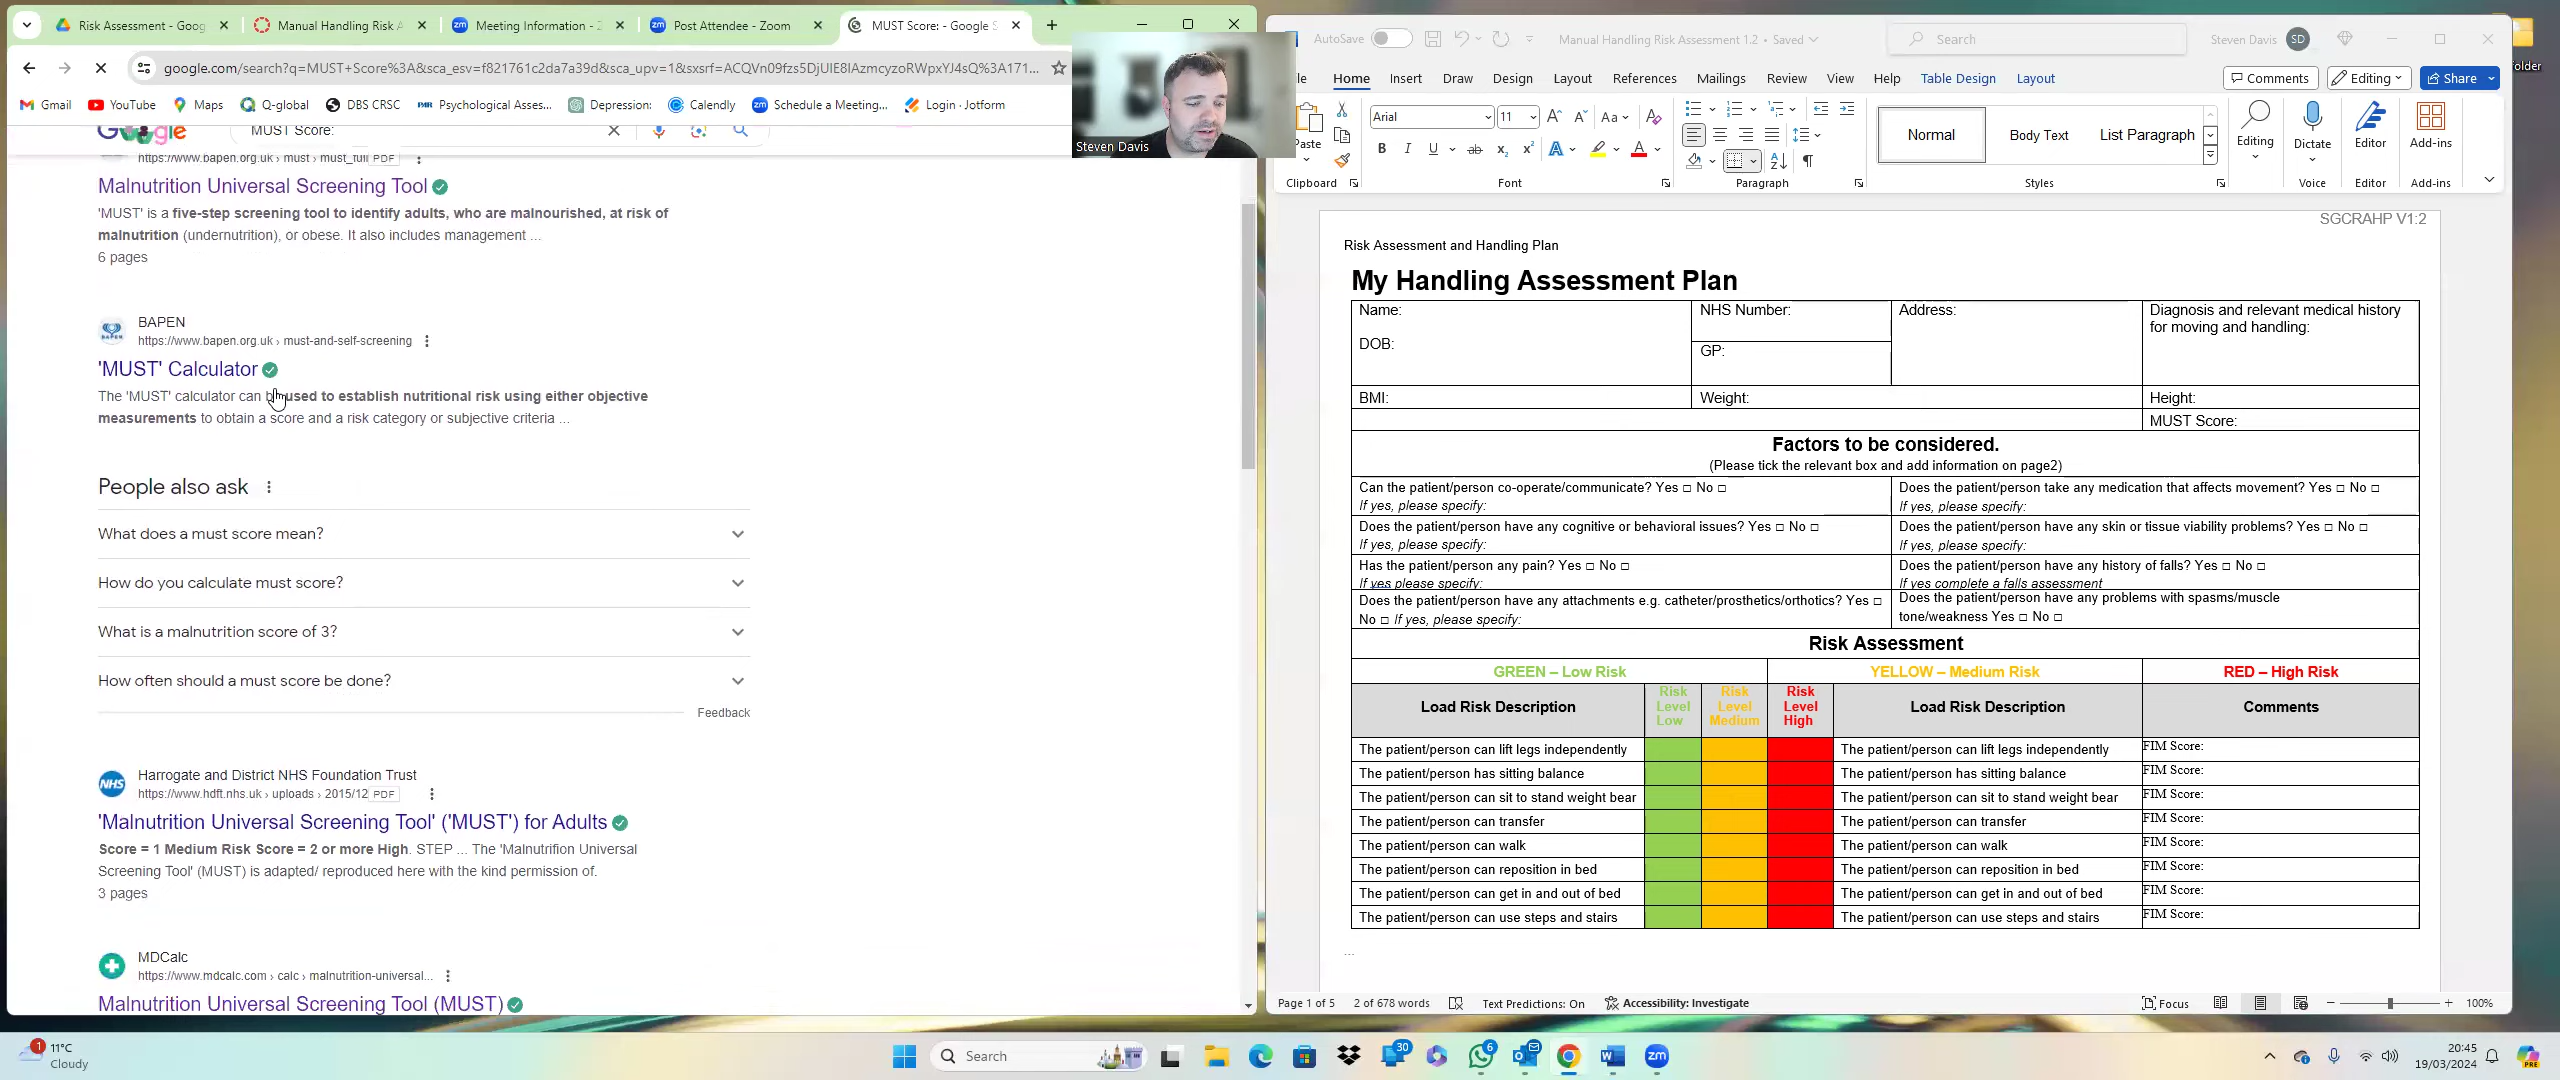 Risk Assessment - Goog
Manual Handling Risk A
Meeting Information - Z
Post Attendee - Zoom
MUST Score: - Google S
google.com/search?q=MUST+Score%3A&sca_esv=f821761c2da7a39d&sca_upv=1&sxsrf=ACQVn09fzs5DjUIE8IAzmcyzoRWpxYJ4sQ%3A171...
Gmail
YouTube
Maps
Q-global
DBS CRSC
Psychological Asses...
Depression:
Calendly
Schedule a Meeting...
Login · Jotform
Google
MUST Score:
https://www.bapen.org.uk › must › must_full PDF
Malnutrition Universal Screening Tool
'MUST' is a five-step screening tool to identify adults, who are malnourished, at risk of
malnutrition (undernutrition), or obese. It also includes management ...
6 pages
BAPEN
https://www.bapen.org.uk › must-and-self-screening
'MUST' Calculator
The 'MUST' calculator can be used to establish nutritional risk using either objective
measurements to obtain a score and a risk category or subjective criteria ...
People also ask
What does a must score mean?
How do you calculate must score?
What is a malnutrition score of 3?
How often should a must score be done?
Feedback
Harrogate and District NHS Foundation Trust
https://www.hdft.nhs.uk › uploads › 2015/12 PDF
'Malnutrition Universal Screening Tool' ('MUST') for Adults
Score = 1 Medium Risk Score = 2 or more High. STEP ... The 'Malnutrition Universal
Screening Tool' (MUST) is adapted/ reproduced here with the kind permission of.
3 pages
MDCalc
https://www.mdcalc.com › calc › malnutrition-universal...
Malnutrition Universal Screening Tool (MUST)
Steven Davis
AutoSave
Manual Handling Risk Assessment 1.2 • Saved
Search
Steven Davis SD
Home Insert Draw Design Layout References Mailings Review View Help Table Design Layout
Comments Editing Share
Paste
Arial 11
Normal Body Text List Paragraph
Editing Dictate Editor Add-ins
Clipboard Font Paragraph Styles Voice Editor Add-ins
SGCRAHP V1:2
Risk Assessment and Handling Plan
My Handling Assessment Plan
Name:
DOB:
NHS Number:
GP:
Address:
Diagnosis and relevant medical history
for moving and handling:
BMI: Weight: Height:
MUST Score:
Factors to be considered.
(Please tick the relevant box and add information on page2)
Can the patient/person co-operate/communicate? Yes □ No □
If yes, please specify:
Does the patient/person take any medication that affects movement? Yes □ No □
If yes, please specify:
Does the patient/person have any cognitive or behavioral issues? Yes □ No □
If yes, please specify:
Does the patient/person have any skin or tissue viability problems? Yes □ No □
If yes, please specify:
Has the patient/person any pain? Yes □ No □
If yes please specify:
Does the patient/person have any history of falls? Yes □ No □
If yes complete a falls assessment
Does the patient/person have any attachments e.g. catheter/prosthetics/orthotics? Yes □
No □ If yes, please specify:
Does the patient/person have any problems with spasms/muscle
tone/weakness Yes □ No □
Risk Assessment
GREEN – Low Risk YELLOW – Medium Risk RED – High Risk
Load Risk Description
Risk Level Low
Risk Level Medium
Risk Level High
Load Risk Description
Comments
The patient/person can lift legs independently The patient/person can lift legs independently FIM Score:
The patient/person has sitting balance The patient/person has sitting balance FIM Score:
The patient/person can sit to stand weight bear The patient/person can sit to stand weight bear FIM Score:
The patient/person can transfer The patient/person can transfer FIM Score:
The patient/person can walk The patient/person can walk FIM Score:
The patient/person can reposition in bed The patient/person can reposition in bed FIM Score:
The patient/person can get in and out of bed The patient/person can get in and out of bed FIM Score:
The patient/person can use steps and stairs The patient/person can use steps and stairs FIM Score:
Page 1 of 5 2 of 678 words Text Predictions: On Accessibility: Investigate Focus 100%
1 11°C
Cloudy
Search
30
6
20:45
19/03/2024